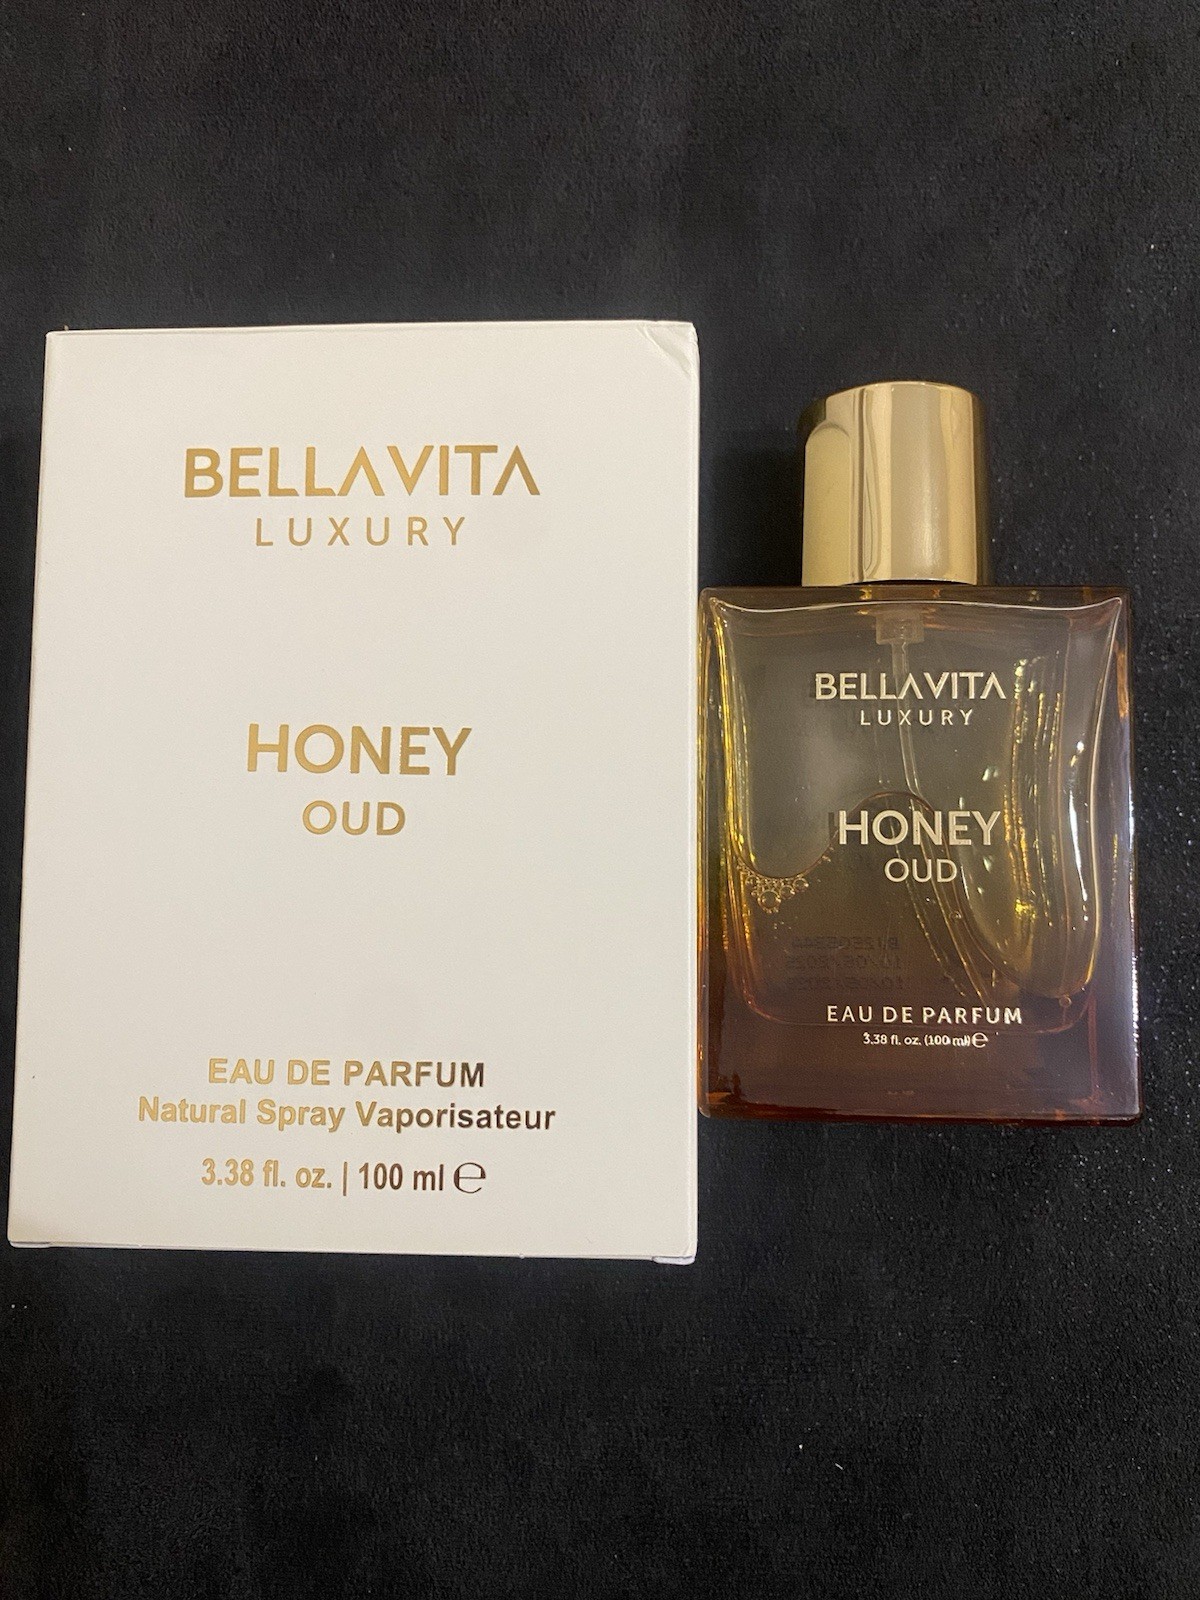 BELLAVITA
LUXURY
HONEY
OUD
EAU DE PARFUM
Natural Spray Vaporisateur
3.38 fl. oz. | 100 ml ℮
BELLAVITA
LUXURY
HONEY
OUD
EAU DE PARFUM
3.38 fl. oz. (100 ml) ℮